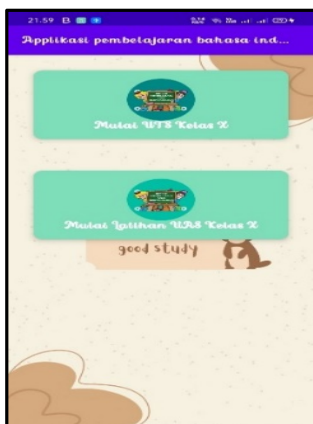 21.59
Applikasi pembelajaran bahasa ind...
Mulai UTS Kelas X
Mulai Latihan UAS Kelas X
good study